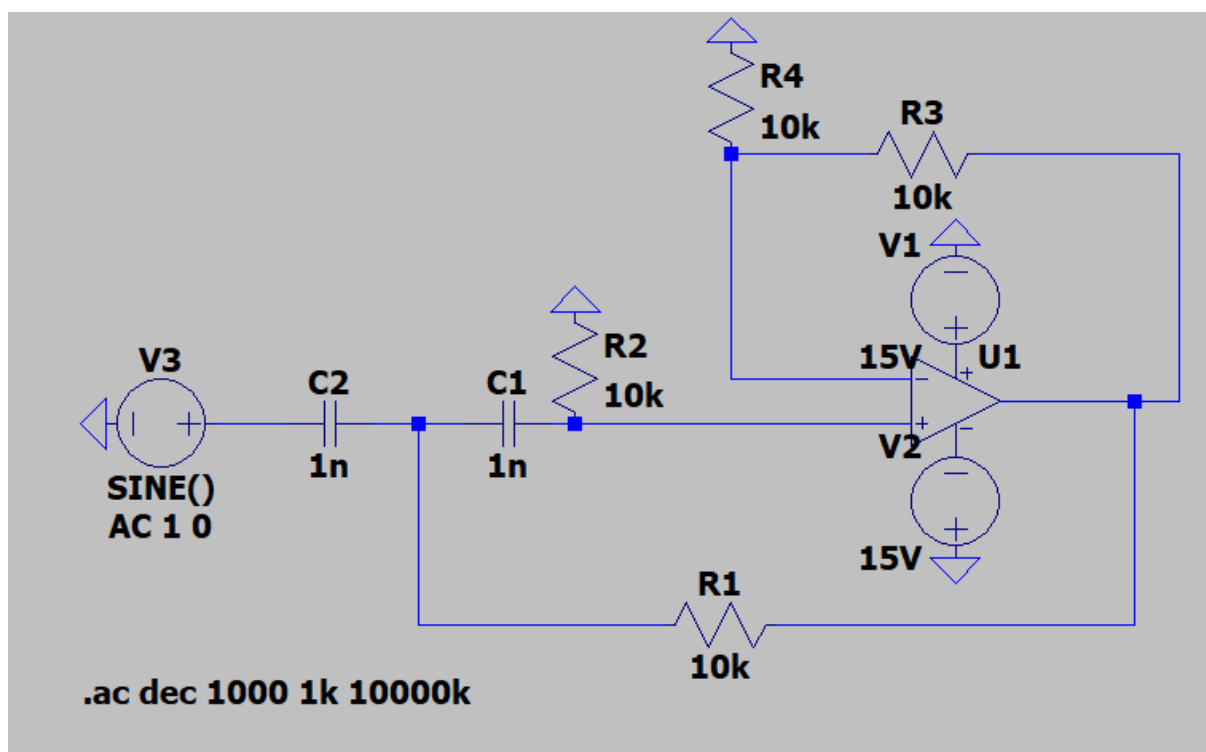 R4
10k
R3
10k
V1
15V
U1
R2
10k
V3
C2
C1
1n
1n
V2
SINE()
AC 1 0
15V
R1
10k
.ac dec 1000 1k 10000k